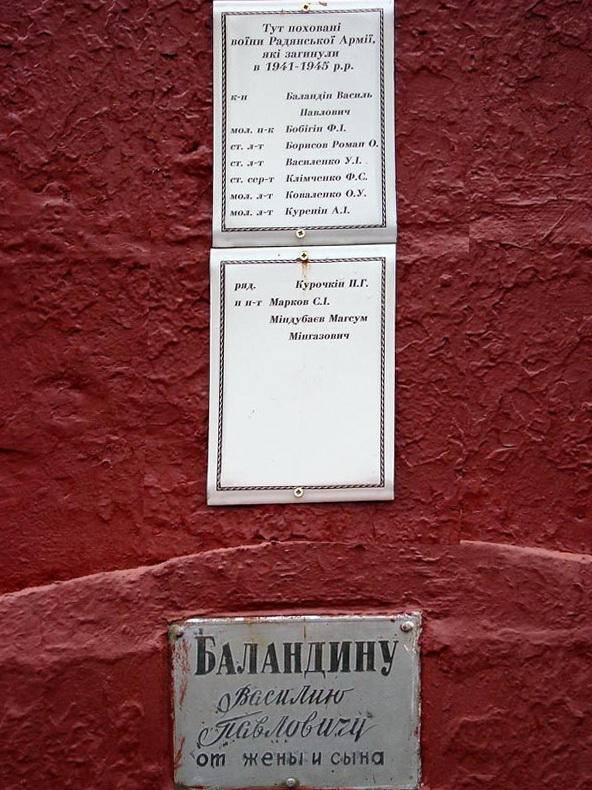 Тут поховані
воїни Радянської Армії,
які загинули
в 1941-1945 р.р.
к-н Баландін Василь
Павлович
мол. п-к Бобігін Ф.І.
ст. л-т Борисов Роман О.
ст. л-т Василенко У.І.
ст. сер-т Клімченко Ф.С.
мол. л-т Коваленко О.У.
мол. л-т Курепін А.І.
ряд. Курочкін П.Г.
п п-т Марков С.І.
Міндубаєв Магсум
Мінгазович
БАЛАНДИНУ
Василию
Павловичу
от жены и сына